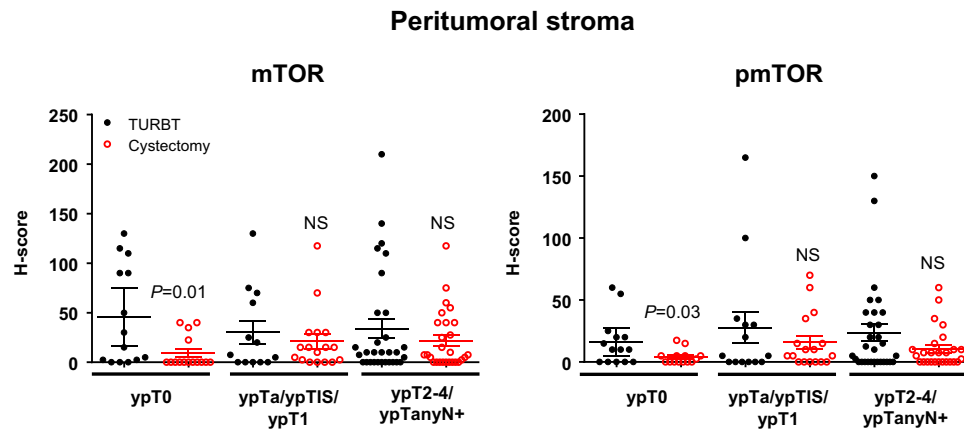 Peritumoral stroma
mTOR
250
200
150
100
50
0
H-score
TURBT
Cystectomy
P=0.01
NS
NS
ypT0
ypTa/ypTIS/
ypT1
ypT2-4/
ypTanyN+
pmTOR
200
150
100
50
0
H-score
P=0.03
NS
NS
ypT0
ypTa/ypTIS/
ypT1
ypT2-4/
ypTanyN+